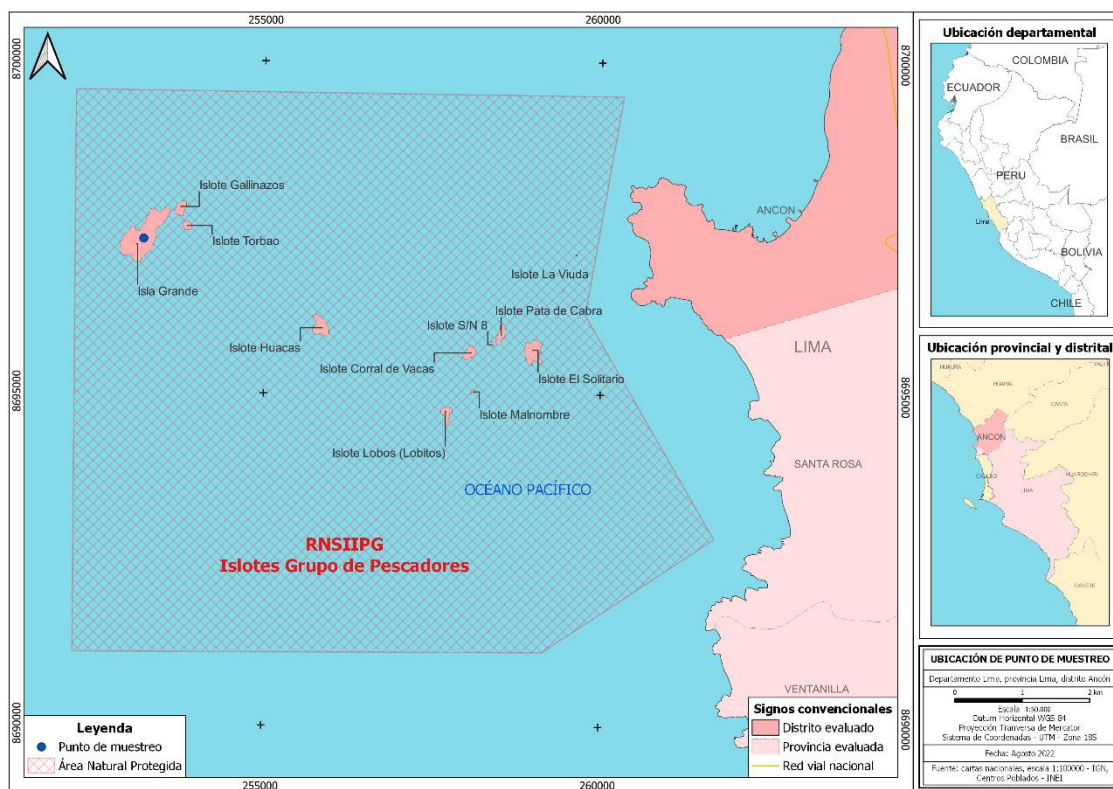 255000
260000
8700000
8700000
Islote Gallinazos
Islote Torbao
Isla Grande
ANCON
Islote La Viuda
Islote Pata de Cabra
Islote S/N 8
Islote Huacas
Islote Corral de Vacas
Islote El Solitario
LIMA
8695000
8695000
Islote Malnombre
Islote Lobos (Lobitos)
SANTA ROSA
OCÉANO PACÍFICO
RNSIIPG
Islotes Grupo de Pescadores
VENTANILLA
8690000
8690000
Leyenda
Punto de muestreo
Área Natural Protegida
Signos convencionales
Distrito evaluado
Provincia evaluada
Red vial nacional
255000
260000
Ubicación departamental
COLOMBIA
ECUADOR
BRASIL
PERU
Lima
BOLIVIA
CHILE
Ubicación provincial y distrital
HUAURA
HUARAL
CANTA
ANCON
CALLAO
LIMA
HUAROCHIRI
CAÑETE
UBICACIÓN DE PUNTO DE MUESTREO
Departamento Lima, provincia Lima, distrito Ancón
0 1 2 km
Escala 1:50.000
Datum Horizontal WGS 84
Proyección Tranversa de Mercator
Sistema de Coordenadas - UTM - Zona 18S
Fecha: Agosto 2022
Fuente: cartas nacionales, escala 1:100000 - IGN,
Centros Poblados - INEI